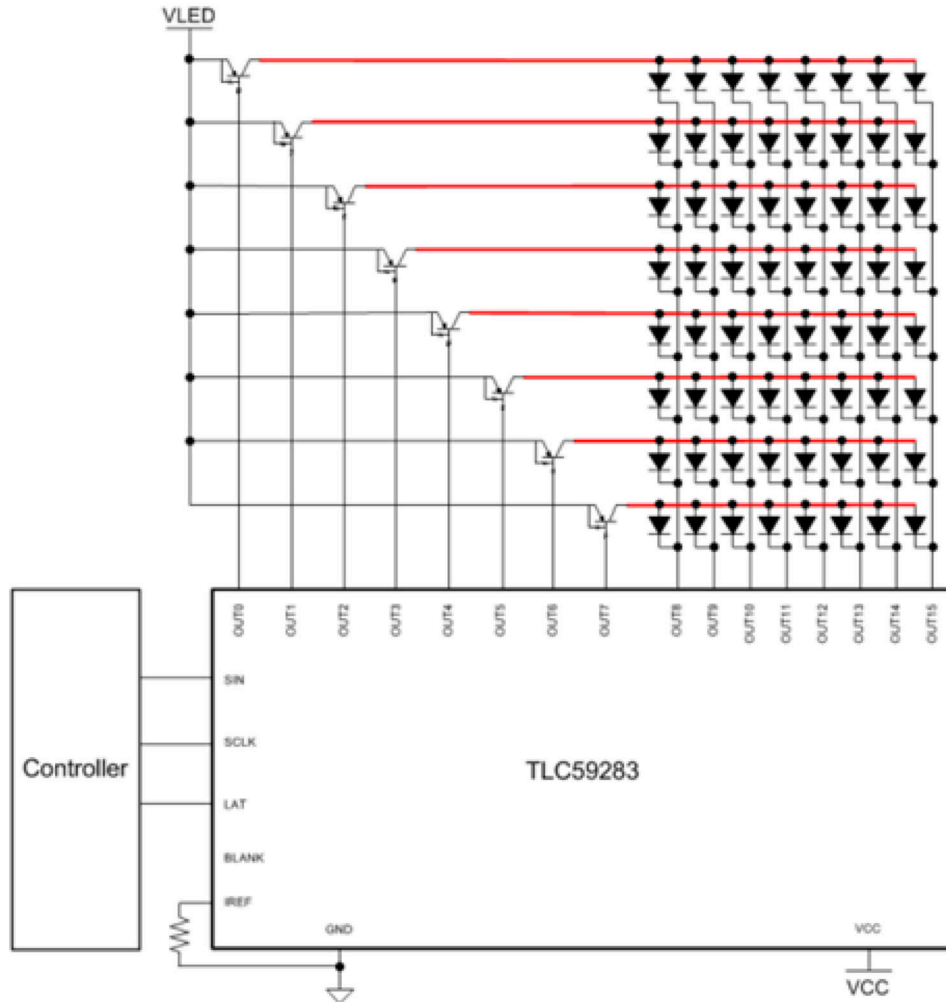 VLED
OUT0
OUT1
OUT2
OUT3
OUT4
OUT5
OUT6
OUT7
OUT8
OUT9
OUT10
OUT11
OUT12
OUT13
OUT14
OUT15
SIN
SCLK
Controller
TLC59283
LAT
BLANK
IREF
GND
VCC
VCC